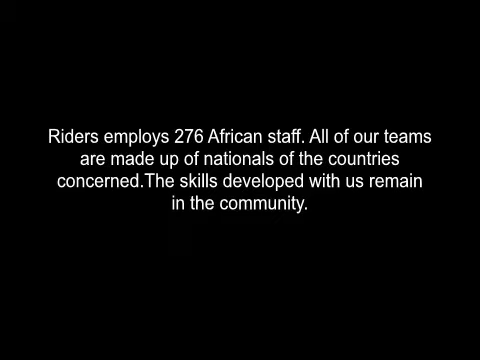 Riders employs 276 African staff. All of our teams
are made up of nationals of the countries
concerned.The skills developed with us remain
in the community.